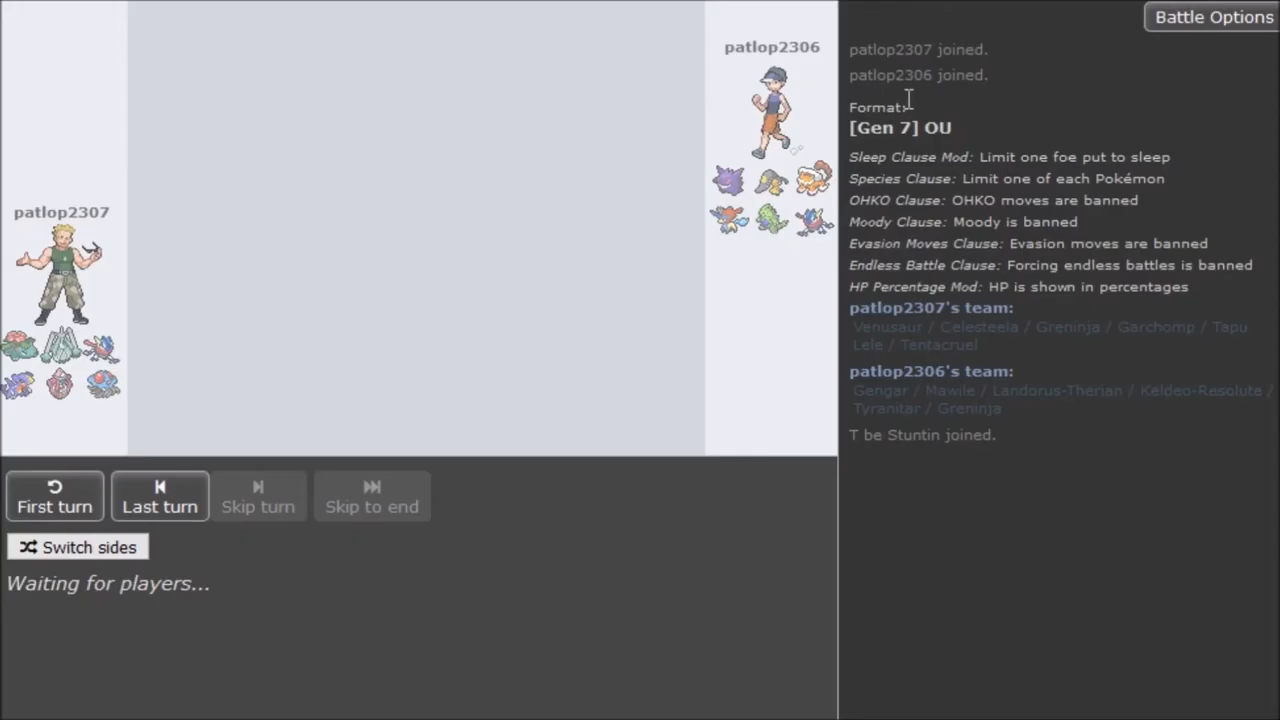 Battle Options
patlop2306
patlop2307
patlop2307 joined.
patlop2306 joined.
Format:
[Gen 7] OU
Sleep Clause Mod: Limit one foe put to sleep
Species Clause: Limit one of each Pokémon
OHKO Clause: OHKO moves are banned
Moody Clause: Moody is banned
Evasion Moves Clause: Evasion moves are banned
Endless Battle Clause: Forcing endless battles is banned
HP Percentage Mod: HP is shown in percentages
patlop2307's team:
Venusaur / Celesteela / Greninja / Garchomp / Tapu
Lele / Tentacruel
patlop2306's team:
Gengar / Mawile / Landorus-Therian / Keldeo-Resolute /
Tyranitar / Greninja
T be Stuntin joined.
First turn
Last turn
Skip turn
Skip to end
Switch sides
Waiting for players...